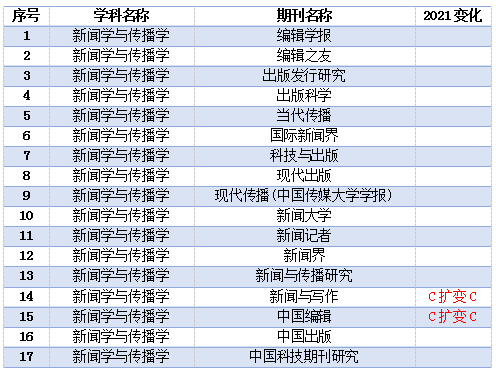 序号 学科名称 期刊名称 2021变化
1 新闻学与传播学 编辑学报
2 新闻学与传播学 编辑之友
3 新闻学与传播学 出版发行研究
4 新闻学与传播学 出版科学
5 新闻学与传播学 当代传播
6 新闻学与传播学 国际新闻界
7 新闻学与传播学 科技与出版
8 新闻学与传播学 现代出版
9 新闻学与传播学 现代传播(中国传媒大学学报)
10 新闻学与传播学 新闻大学
11 新闻学与传播学 新闻记者
12 新闻学与传播学 新闻界
13 新闻学与传播学 新闻与传播研究
14 新闻学与传播学 新闻与写作 C扩变C
15 新闻学与传播学 中国编辑 C扩变C
16 新闻学与传播学 中国出版
17 新闻学与传播学 中国科技期刊研究